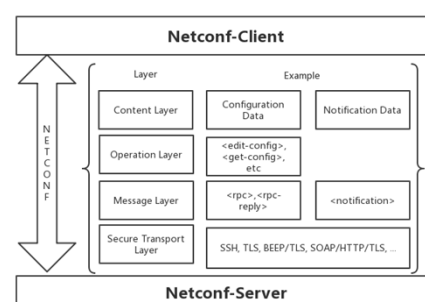 Netconf-Client
Layer
Example
Content Layer
Configuration
Data
Notification Data
Operation Layer
<edit-config>,
<get-config>,
etc
Message Layer
<rpc>,<rpc-
reply>
<notification>
Secure Transport
Layer
SSH, TLS, BEEP/TLS, SOAP/HTTP/TLS, ...
NETCONF
Netconf-Server